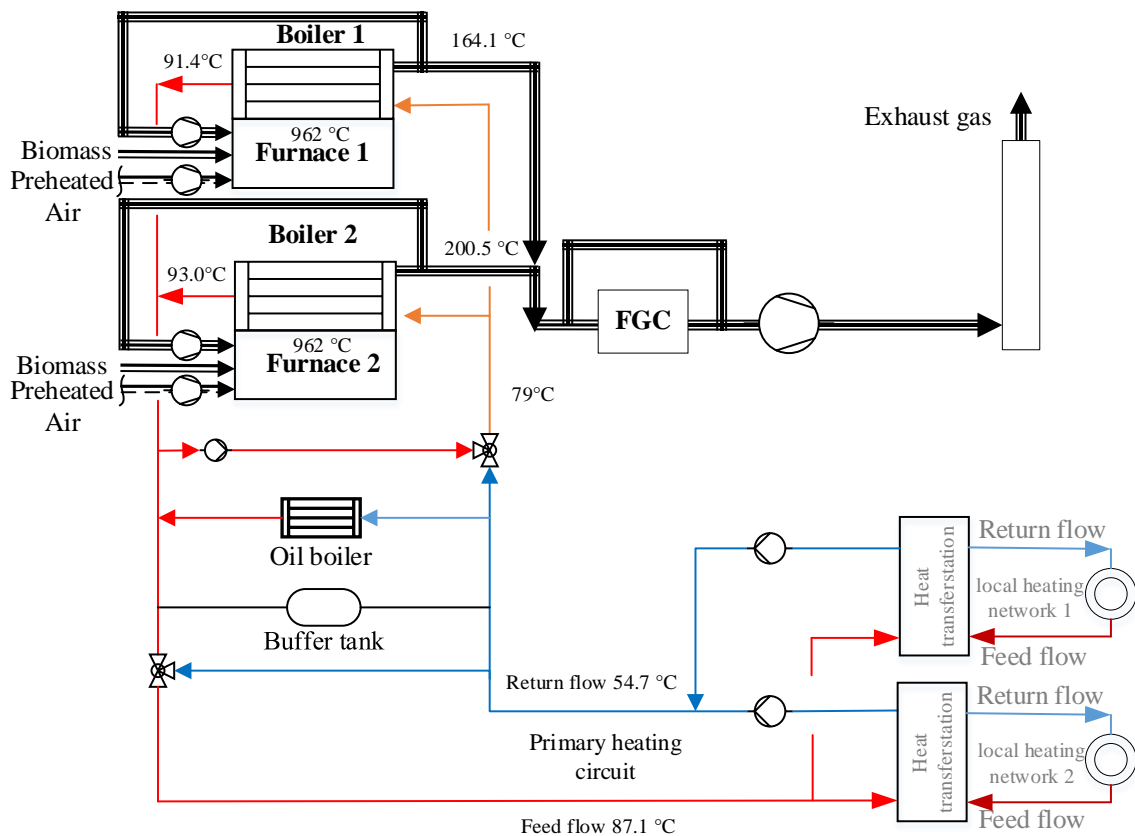 Boiler 1
164.1 °C
91.4°C
962 °C
Furnace 1
Biomass
Preheated
Air
Exhaust gas
Boiler 2
200.5 °C
93.0°C
962 °C
Furnace 2
Biomass
Preheated
Air
FGC
79°C
Oil boiler
Buffer tank
Return flow 54.7 °C
Primary heating
circuit
Feed flow 87.1 °C
Heat
transferstation
Return flow
local heating
network 1
Feed flow
Heat
transferstation
Return flow
local heating
network 2
Feed flow